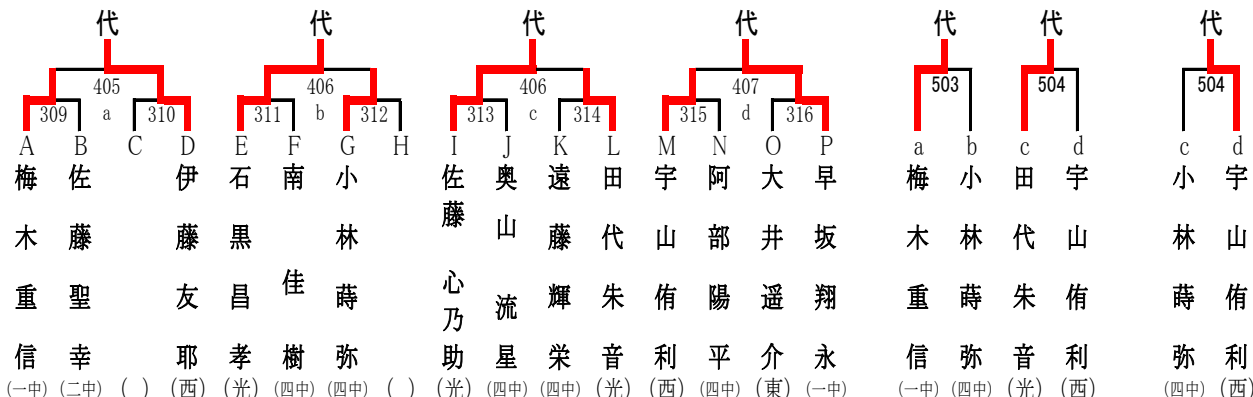 代 代 代 代 代 代 代
405 406 406 407 503 504 504
309 a 310 311 b 312 313 c 314 315 d 316
A B C D E F G H I J K L M N O P a b c d c d
梅木重信
佐藤聖幸
伊藤友耶
石黒昌孝
南佳樹
小林蒔弥
佐藤心乃助
奥山流星
遠藤輝栄
田代朱音
宇山侑利
阿部陽平
大井遥介
早坂翔永
梅木重信
小林蒔弥
田代朱音
宇山侑利
小林蒔弥
宇山侑利
(一中) (二中) ( ) (西) (光) (四中) (四中) ( ) (光) (四中) (四中) (光) (西) (四中) (東) (一中) (一中) (四中) (光) (西) (四中) (西)